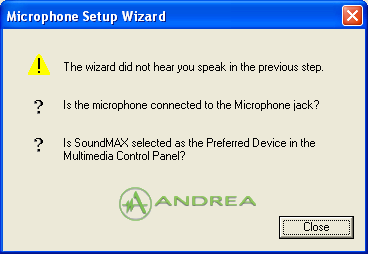 Microphone Setup Wizard
The wizard did not hear you speak in the previous step.
? Is the microphone connected to the Microphone jack?
? Is SoundMAX selected as the Preferred Device in the
Multimedia Control Panel?
ANDREA
Close